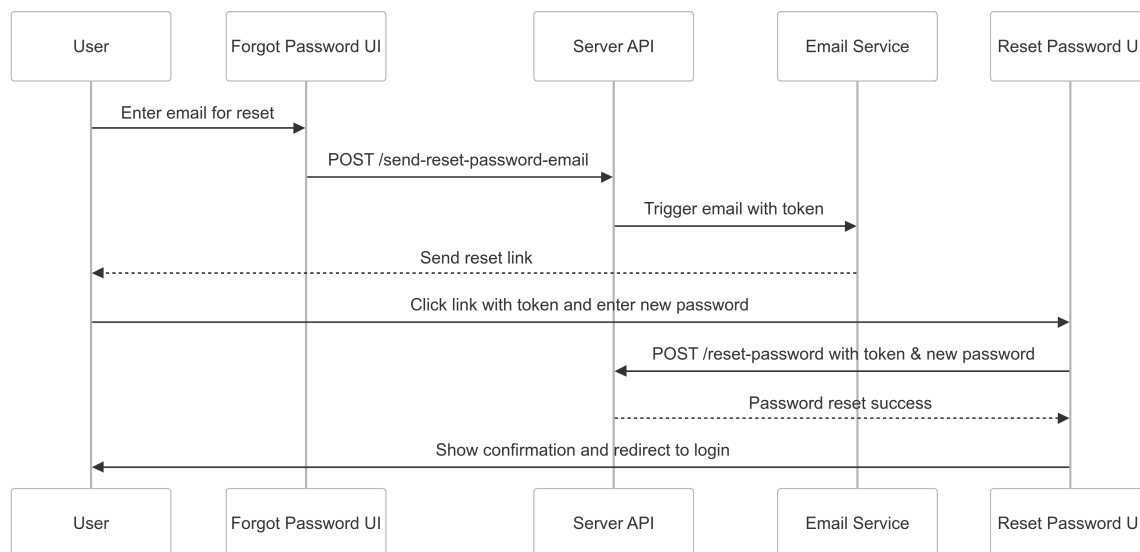 User
Forgot Password UI
Server API
Email Service
Reset Password U
Enter email for reset
POST /send-reset-password-email
Trigger email with token
Send reset link
Click link with token and enter new password
POST /reset-password with token & new password
Password reset success
Show confirmation and redirect to login
User
Forgot Password UI
Server API
Email Service
Reset Password U